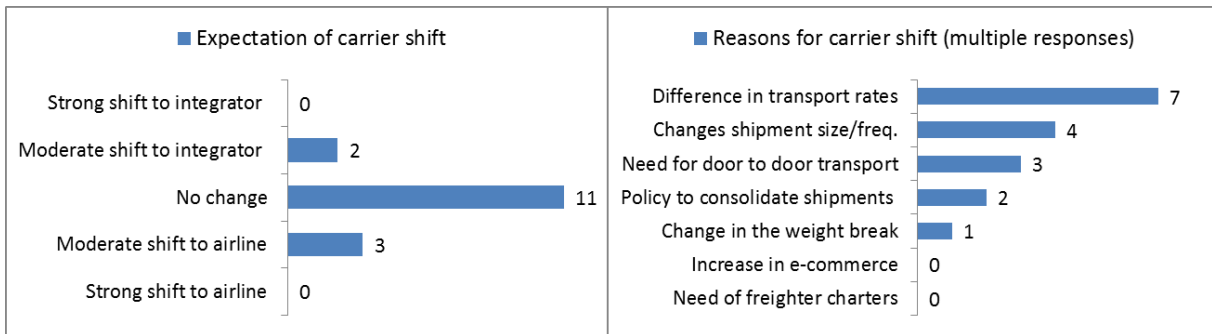 Expectation of carrier shift
Strong shift to integrator 0
Moderate shift to integrator 2
No change 11
Moderate shift to airline 3
Strong shift to airline 0
Reasons for carrier shift (multiple responses)
Difference in transport rates 7
Changes shipment size/freq. 4
Need for door to door transport 3
Policy to consolidate shipments 2
Change in the weight break 1
Increase in e-commerce 0
Need of freighter charters 0